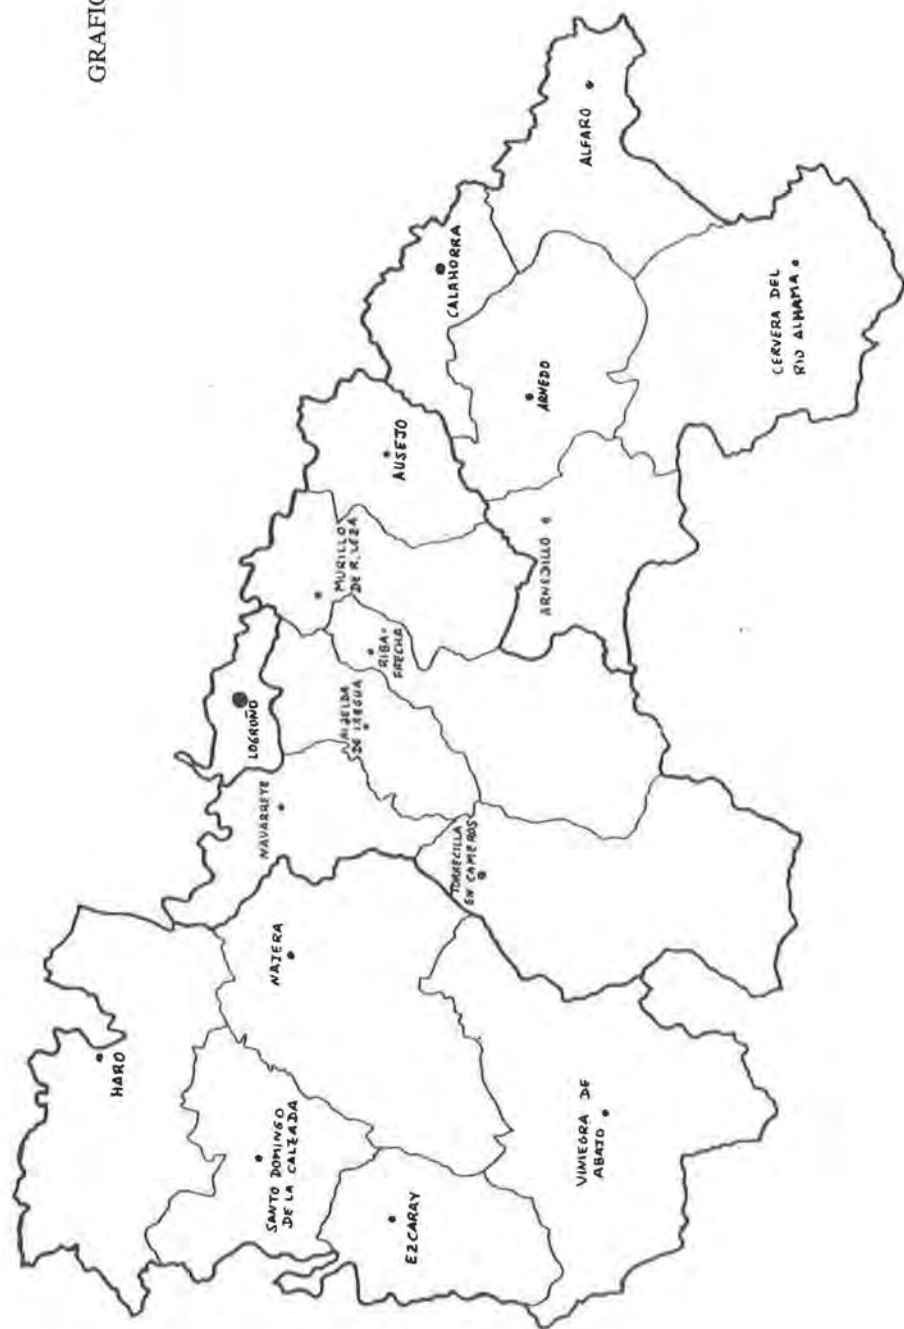 GRAFIC
HARO
LOGROÑO
NAVARRETE
NAJERA
SANTO DOMINGO
DE LA CALZADA
MURILLO
DE R. LEZA
ALBELDA
DE IREGUA
RIBA-
FRECHA
AUSEJO
EZCARAY
CALAHORRA
TORRECILLA
EN CAMEROS
ARNEDO
ARNEDILLO
ALFARO
VINIEGRA DE
ABAJO
CERVERA DEL
RIO ALHAMA